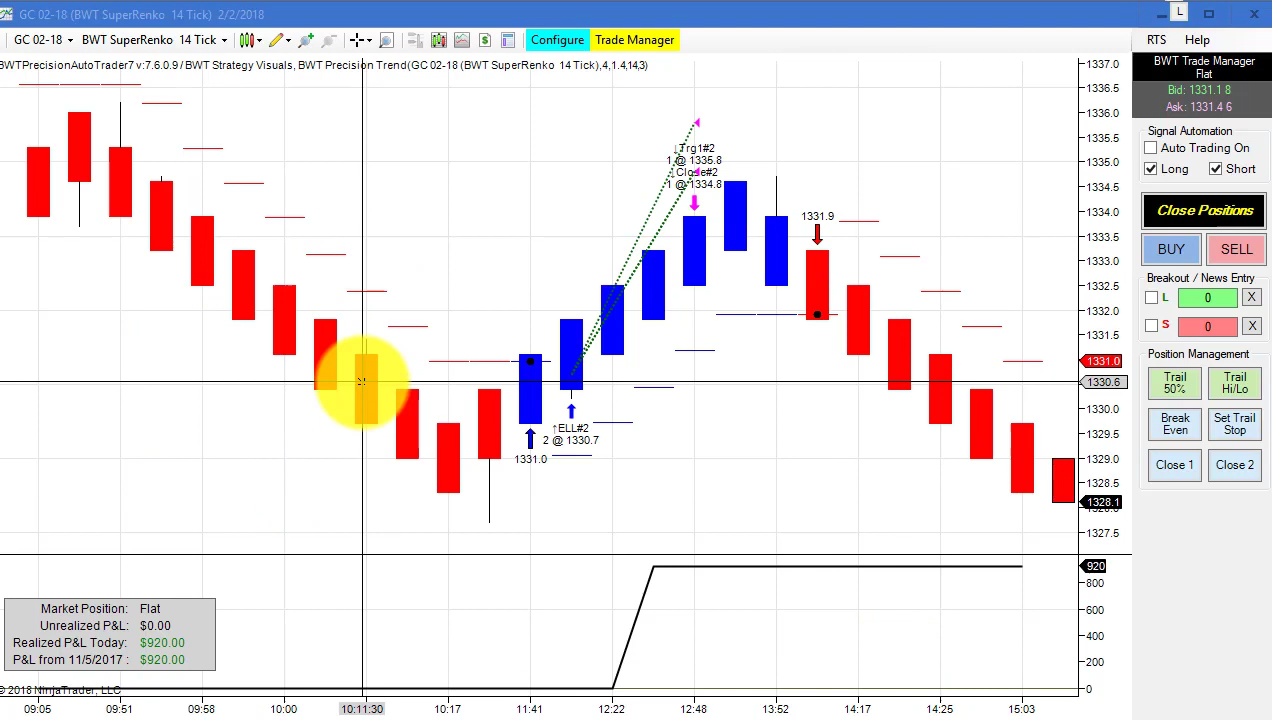 GC 02-18 (BWT SuperRenko 14 Tick) 2/2/2018
L
GC 02-18 BWT SuperRenko 14 Tick Configure Trade Manager
RTS Help
BWTPrecisionAutoTrader7 v:7.6.0.9 / BWT Strategy Visuals, BWT Precision Trend(GC 02-18 (BWT SuperRenko 14 Tick),4,1.4,14,3)
BWT Trade Manager
Flat
Bid: 1331.1 8
Ask: 1331.4 6
Signal Automation
Auto Trading On
Long Short
Close Positions
BUY SELL
Breakout / News Entry
L 0 X
S 0 X
Position Management
Trail 50%
Trail Hi/Lo
Break Even
Set Trail Stop
Close 1 Close 2
↓Trg1#2
1 @ 1335.8
↓Close#2
1 @ 1334.8
1331.9
↑ELL#2
2 @ 1330.7
1331.0
1337.0
1336.5
1336.0
1335.5
1335.0
1334.5
1334.0
1333.5
1333.0
1332.5
1332.0
1331.5
1331.0
1330.6
1330.0
1329.5
1329.0
1328.5
1328.1
1327.5
920
800
600
400
200
0
Market Position: Flat
Unrealized P&L: $0.00
Realized P&L Today: $920.00
P&L from 11/5/2017 : $920.00
© 2018 NinjaTrader, LLC
09:05 09:51 09:58 10:00 10:11:30 10:17 11:41 12:22 12:48 13:52 14:17 14:25 15:03